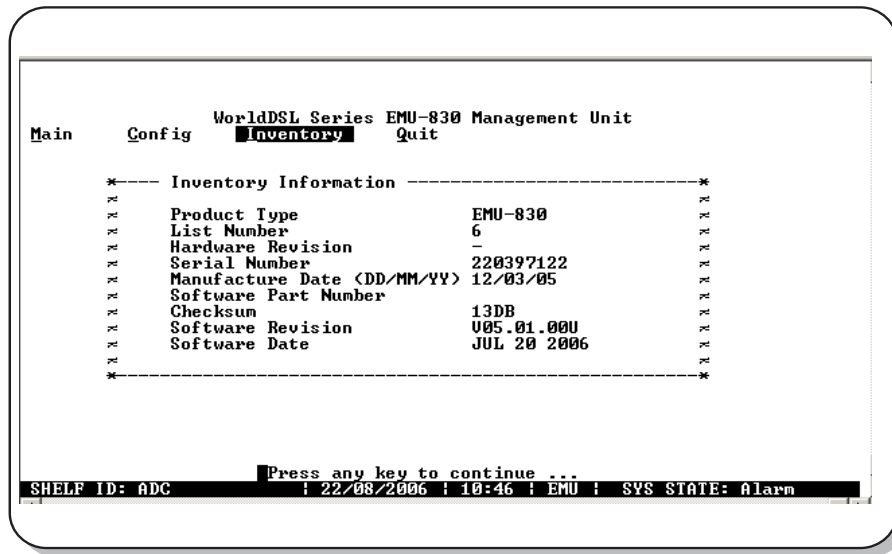 WorldDSL Series EMU-830 Management Unit
Main Config Inventory Quit
Inventory Information
Product Type EMU-830
List Number 6
Hardware Revision -
Serial Number 220397122
Manufacture Date (DD/MM/YY) 12/03/05
Software Part Number
Checksum 13DB
Software Revision V05.01.00U
Software Date JUL 20 2006
Press any key to continue ...
SHELF ID: ADC ¦ 22/08/2006 ¦ 10:46 ¦ EMU ¦ SYS STATE: Alarm